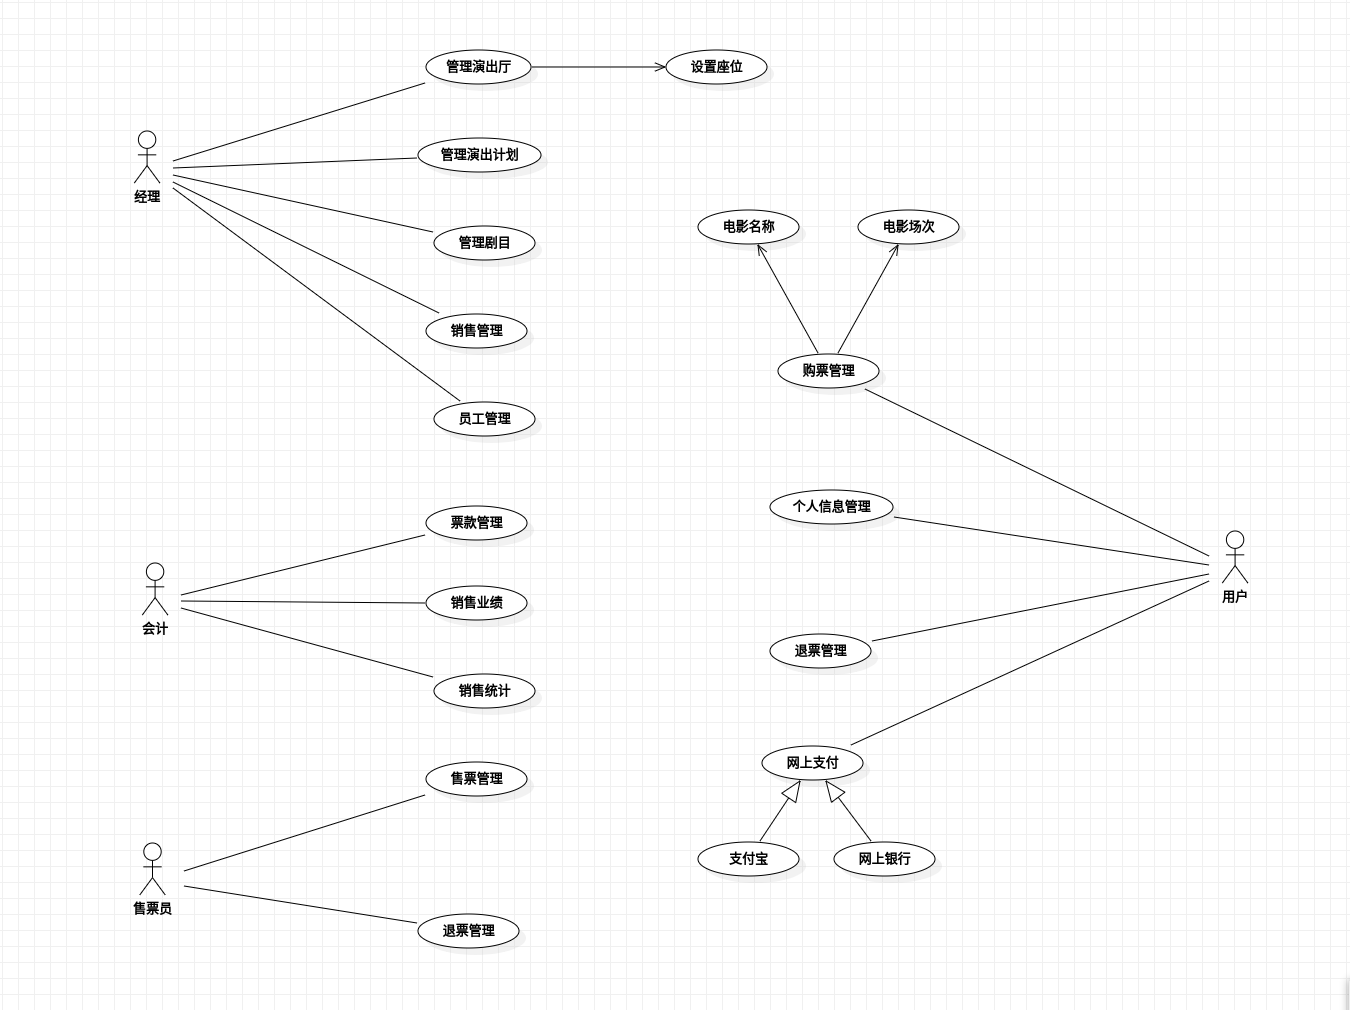 管理演出厅
设置座位
管理演出计划
经理
电影名称
电影场次
管理剧目
销售管理
购票管理
员工管理
个人信息管理
票款管理
用户
销售业绩
会计
退票管理
销售统计
网上支付
售票管理
支付宝
网上银行
售票员
退票管理